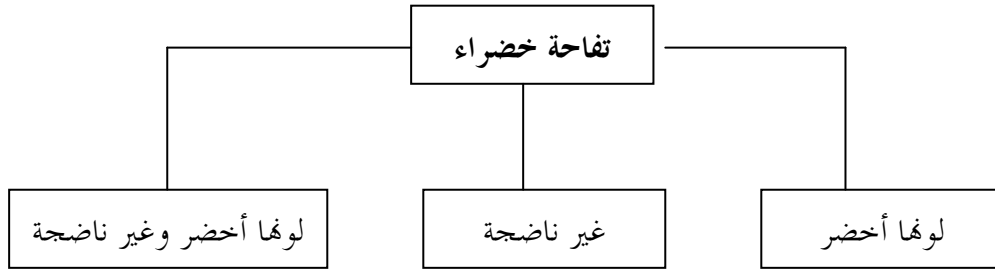 تفاحة خضراء
لونها أخضر
غير ناضجة
لونها أخضر وغير ناضجة